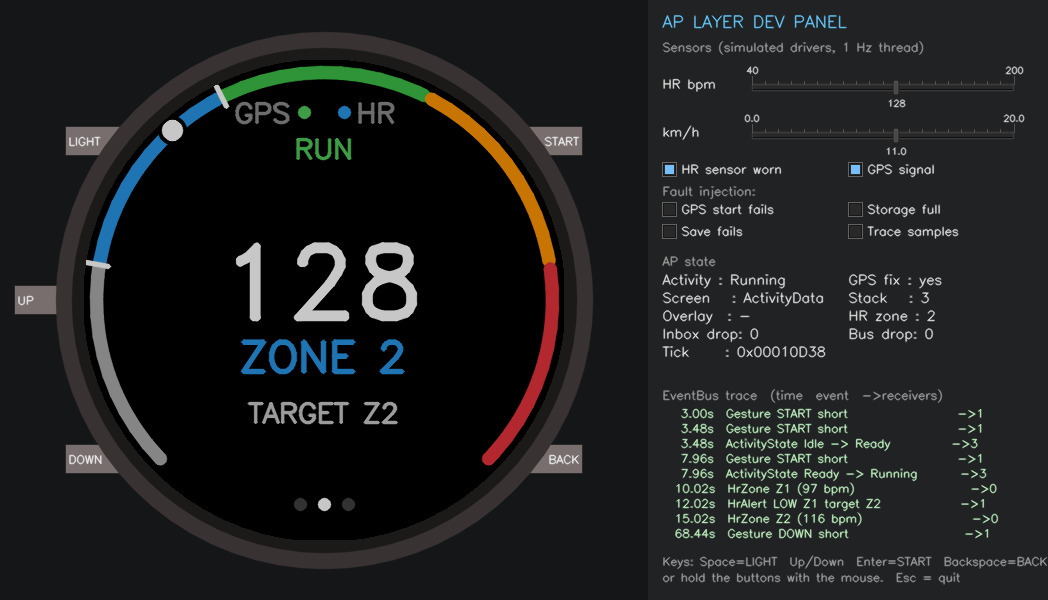 LIGHT
START
UP
DOWN
BACK
GPS HR
RUN
128
ZONE 2
TARGET Z2
AP LAYER DEV PANEL
Sensors (simulated drivers, 1 Hz thread)
40 200
HR bpm
128
0.0 20.0
km/h
11.0
HR sensor worn GPS signal
Fault injection:
GPS start fails Storage full
Save fails Trace samples
AP state
Activity : Running GPS fix : yes
Screen : ActivityData Stack : 3
Overlay : - HR zone : 2
Inbox drop: 0 Bus drop: 0
Tick : 0x00010D38
EventBus trace (time event ->receivers)
3.00s Gesture START short ->1
3.48s Gesture START short ->1
3.48s ActivityState Idle -> Ready ->3
7.96s Gesture START short ->1
7.96s ActivityState Ready -> Running ->3
10.02s HrZone Z1 (97 bpm) ->0
12.02s HrAlert LOW Z1 target Z2 ->1
15.02s HrZone Z2 (116 bpm) ->0
68.44s Gesture DOWN short ->1
Keys: Space=LIGHT Up/Down Enter=START Backspace=BACK
or hold the buttons with the mouse. Esc = quit